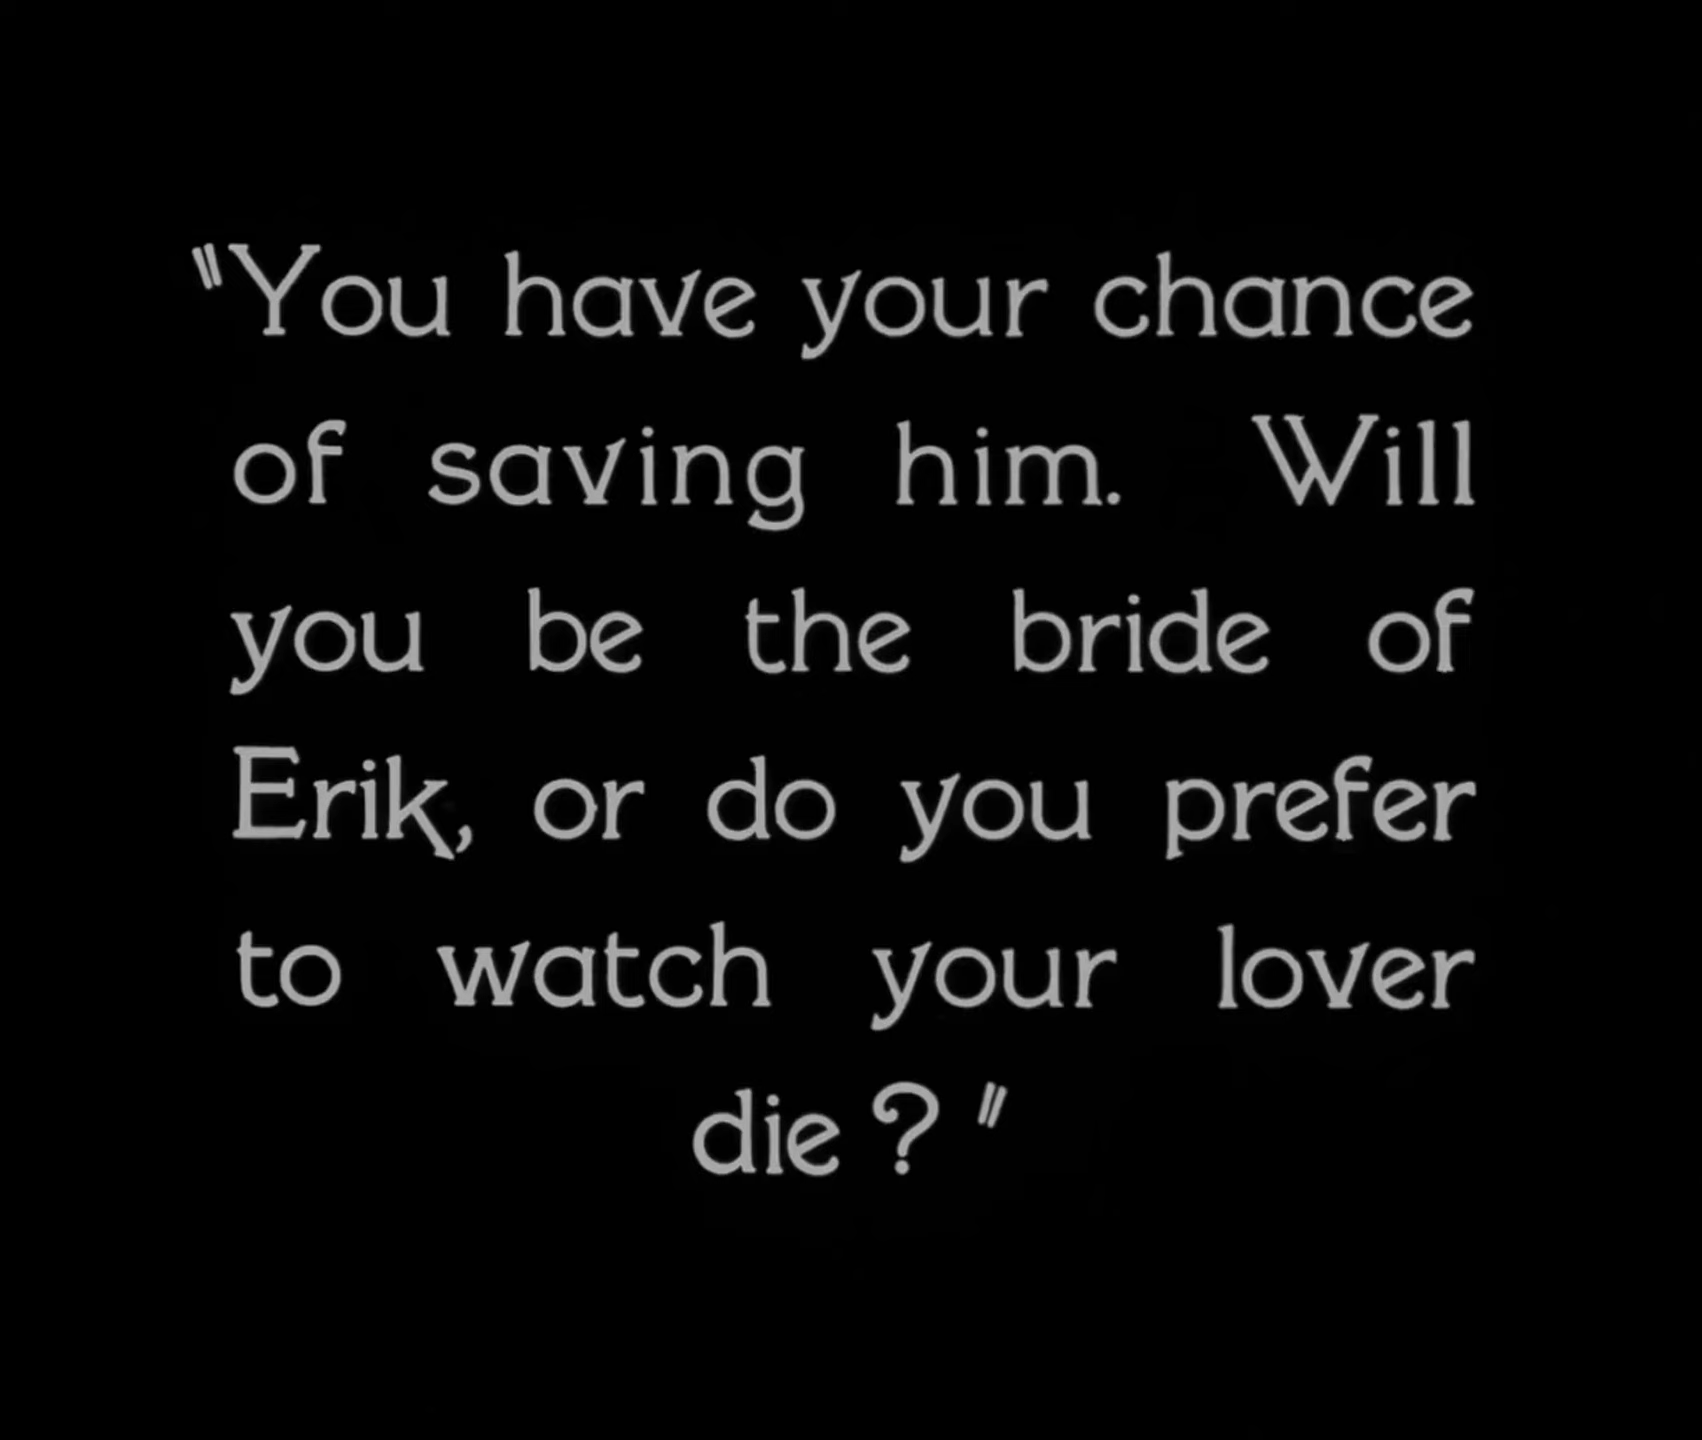 "You have your chance
of saving him. Will
you be the bride of
Erik, or do you prefer
to watch your lover
die?"